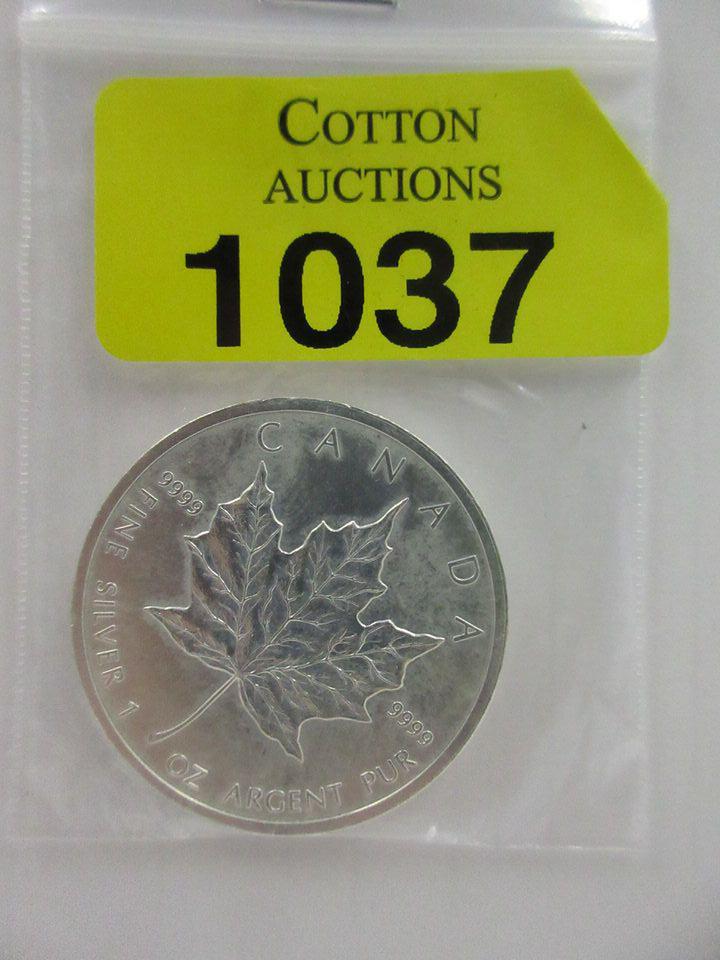 COTTON
AUCTIONS
1037
CANADA
9999
9999
FINE SILVER 1 OZ ARGENT PUR